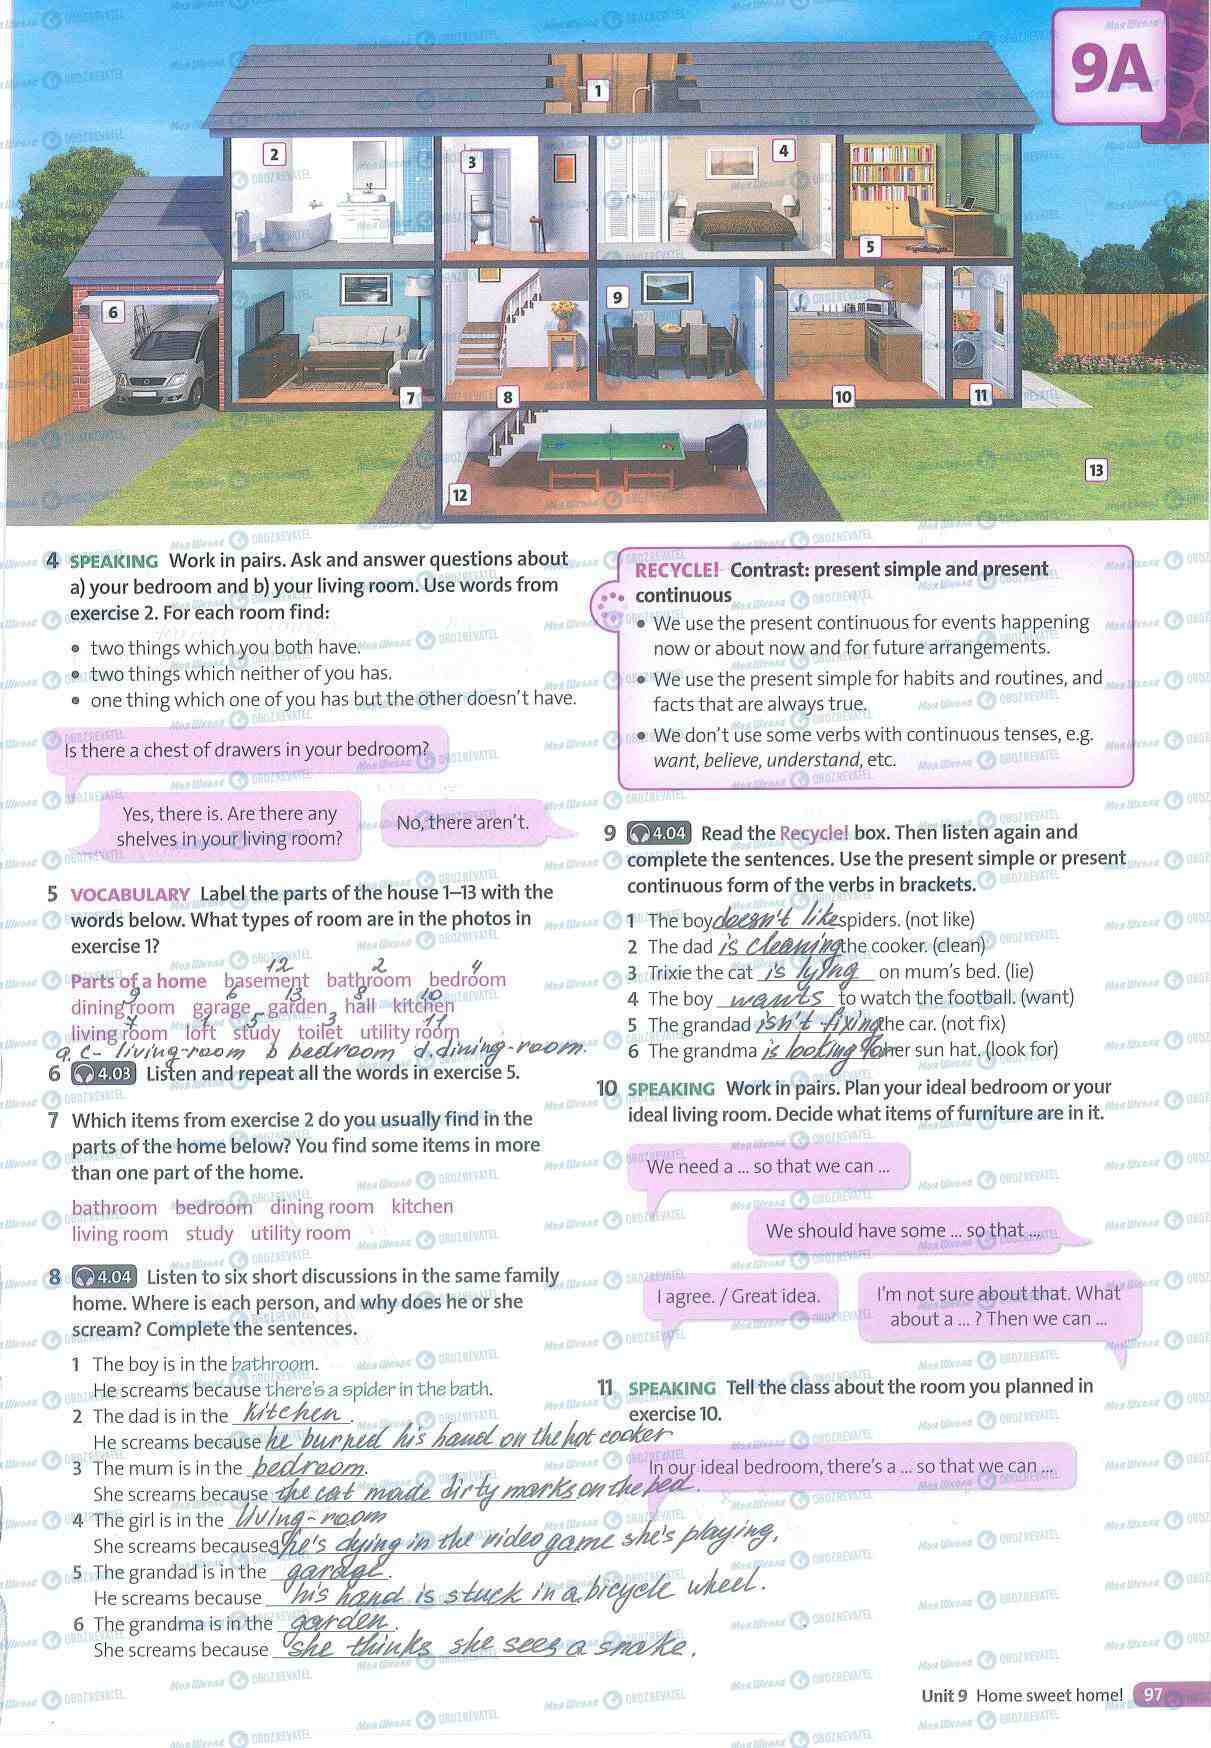 9A
1
2
3
4
5
6
7
8
9
10
11
12
13
4 SPEAKING Work in pairs. Ask and answer questions about
a) your bedroom and b) your living room. Use words from
exercise 2. For each room find:
• two things which you both have.
• two things which neither of you has.
• one thing which one of you has but the other doesn't have.
Is there a chest of drawers in your bedroom?
Yes, there is. Are there any
shelves in your living room?
No, there aren't.
5 VOCABULARY Label the parts of the house 1–13 with the
words below. What types of room are in the photos in
exercise 1?
12 2 4
Parts of a home basement bathroom bedroom
9 6 13 8 10
dining room garage garden hall kitchen
7 1 5 3 11
living room loft study toilet utility room
a, c - living-room b bedroom d. dining-room.
6 4.03 Listen and repeat all the words in exercise 5.
7 Which items from exercise 2 do you usually find in the
parts of the home below? You find some items in more
than one part of the home.
bathroom bedroom dining room kitchen
living room study utility room
8 4.04 Listen to six short discussions in the same family
home. Where is each person, and why does he or she
scream? Complete the sentences.
1 The boy is in the bathroom.
He screams because there's a spider in the bath.
2 The dad is in the kitchen.
He screams because he burned his hand on the hot cooker
3 The mum is in the bedroom.
She screams because the cat made dirty marks on the bed.
4 The girl is in the living-room
She screams because she's dying in the video game she's playing.
5 The grandad is in the garage.
He screams because his hand is stuck in a bicycle wheel.
6 The grandma is in the garden.
She screams because she thinks she sees a snake.
RECYCLE! Contrast: present simple and present
continuous
• We use the present continuous for events happening
now or about now and for future arrangements.
• We use the present simple for habits and routines, and
facts that are always true.
• We don't use some verbs with continuous tenses, e.g.
want, believe, understand, etc.
9 4.04 Read the Recycle! box. Then listen again and
complete the sentences. Use the present simple or present
continuous form of the verbs in brackets.
1 The boy doesn't like spiders. (not like)
2 The dad is cleaning the cooker. (clean)
3 Trixie the cat is lying on mum's bed. (lie)
4 The boy wants to watch the football. (want)
5 The grandad isn't fixing the car. (not fix)
6 The grandma is looking for her sun hat. (look for)
10 SPEAKING Work in pairs. Plan your ideal bedroom or your
ideal living room. Decide what items of furniture are in it.
We need a ... so that we can ...
We should have some ... so that ...
I agree. / Great idea.
I'm not sure about that. What
about a ... ? Then we can ...
11 SPEAKING Tell the class about the room you planned in
exercise 10.
In our ideal bedroom, there's a ... so that we can ...
Unit 9 Home sweet home! 97